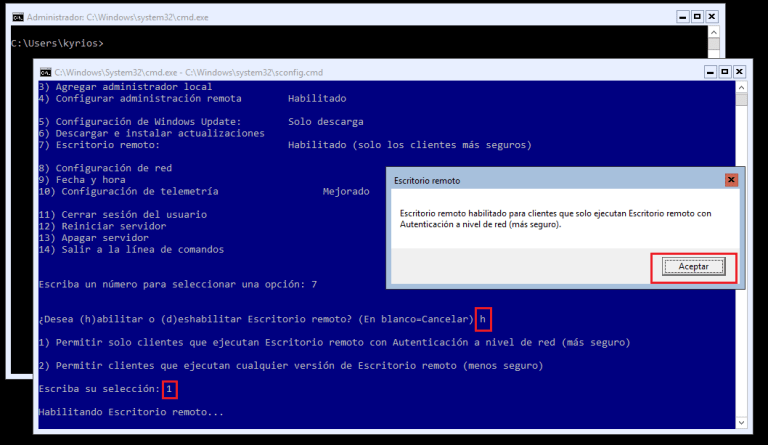 Administrador: C:\Windows\system32\cmd.exe
C:\Users\kyrios>
C:\Windows\System32\cmd.exe - C:\Windows\system32\sconfig.cmd
3) Agregar administrador local
4) Configurar administración remota Habilitado
5) Configuración de Windows Update: Solo descarga
6) Descargar e instalar actualizaciones
7) Escritorio remoto: Habilitado (solo los clientes más seguros)
8) Configuración de red
9) Fecha y hora
10) Configuración de telemetría Mejorado
11) Cerrar sesión del usuario
12) Reiniciar servidor
13) Apagar servidor
14) Salir a la línea de comandos
Escriba un número para seleccionar una opción: 7
¿Desea (h)abilitar o (d)eshabilitar Escritorio remoto? (En blanco=Cancelar) h
1) Permitir solo clientes que ejecutan Escritorio remoto con Autenticación a nivel de red (más seguro)
2) Permitir clientes que ejecutan cualquier versión de Escritorio remoto (menos seguro)
Escriba su selección: 1
Habilitando Escritorio remoto...
Escritorio remoto
Escritorio remoto habilitado para clientes que solo ejecutan Escritorio remoto con
Autenticación a nivel de red (más seguro).
Aceptar